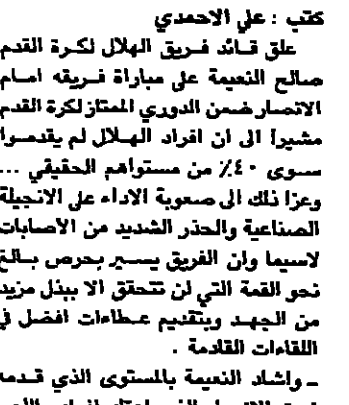 كتب : علي الاحمدي
علق قائد فريق الهلال لكرة القدم
صالح النعيمة على مباراة فريقه امام
الانصار ضمن الدوري الممتاز لكرة القدم
مشيرا الى ان افراد الهلال لم يقدموا
سوى ٤٠٪ من مستواهم الحقيقي ...
وعزا ذلك الى صعوبة الاداء على الانجيلة
الصناعية والحذر الشديد من الاصابات
لاسيما وان الفريق يسير بحرص بالغ
نحو القمة التي لن تتحقق الا ببذل مزيد
من الجهد وبتقديم عطاءات افضل في
اللقاءات القادمة .
ـ واشاد النعيمة بالمستوى الذي قدمه